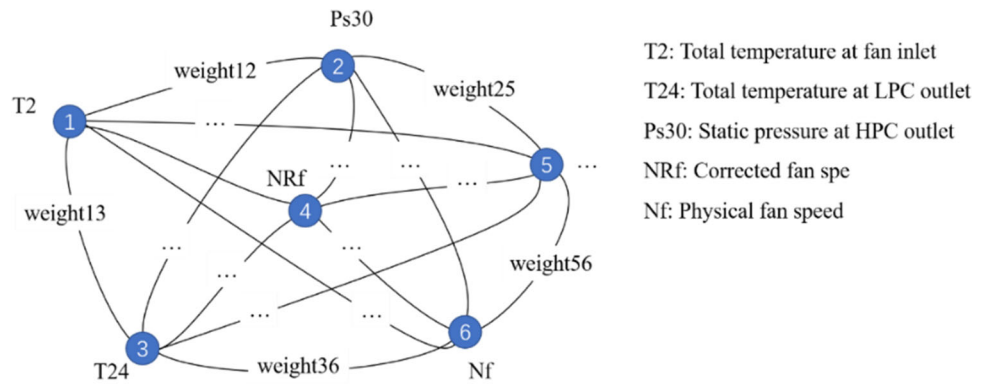 Ps30
2
weight12
weight25
T2
1
...
5
...
NRf
...
...
...
4
weight13
...
...
...
weight56
...
...
6
3
T24
weight36
Nf
T2: Total temperature at fan inlet
T24: Total temperature at LPC outlet
Ps30: Static pressure at HPC outlet
NRf: Corrected fan spe
Nf: Physical fan speed